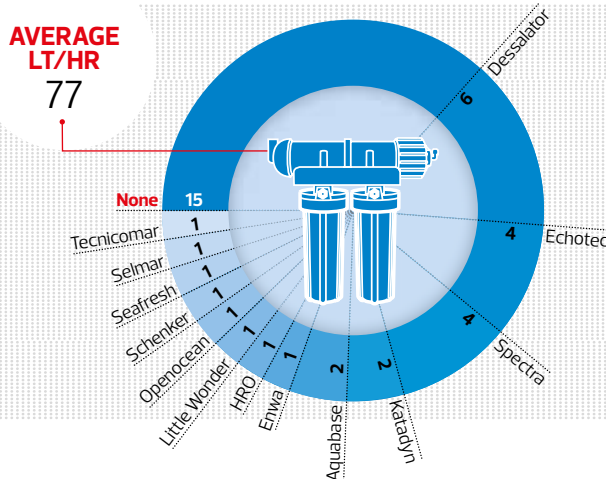 AVERAGE
LT/HR
77
None 15
Dessalator 6
Echotec 4
Spectra 4
Katadyn 2
Aquabase 2
Enwa 1
HRO 1
Little Wonder 1
Openocean 1
Schenker 1
Seafresh 1
Selmar 1
Tecnicomar 1